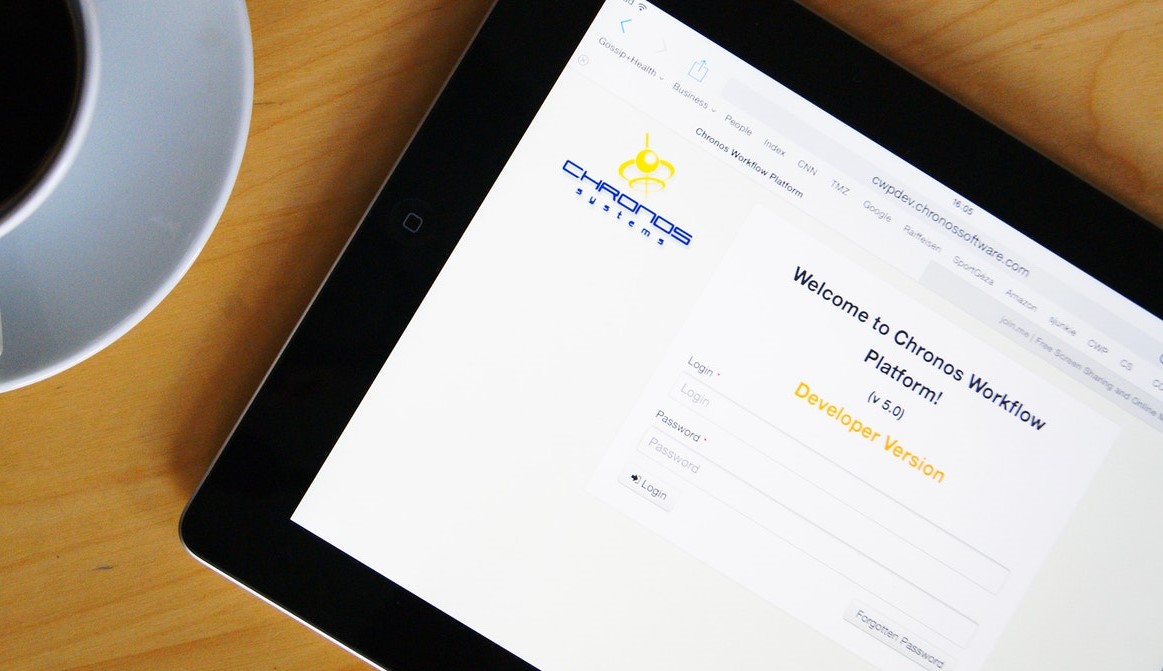 16:05
cwpdev.chronossoftware.com
Gossip+Health Business People Index CNN TMZ Google Raiffeisen SportGéza Amazon 9junkie CWP CS
Chronos Workflow Platform
join.me | Free Screen Sharing and Online
CHRONOS
systems
Welcome to Chronos Workflow
Platform!
(v 5.0)
Developer Version
Login *
Login
Password *
Password
Login
Forgotten Password